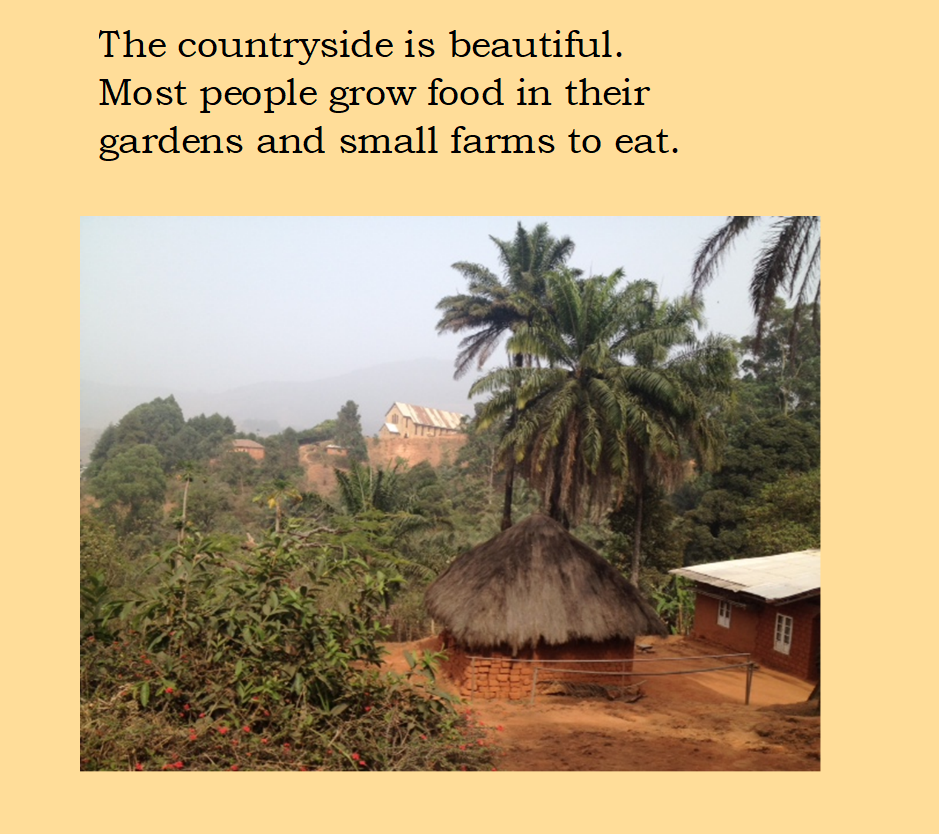 The countryside is beautiful.
Most people grow food in their
gardens and small farms to eat.